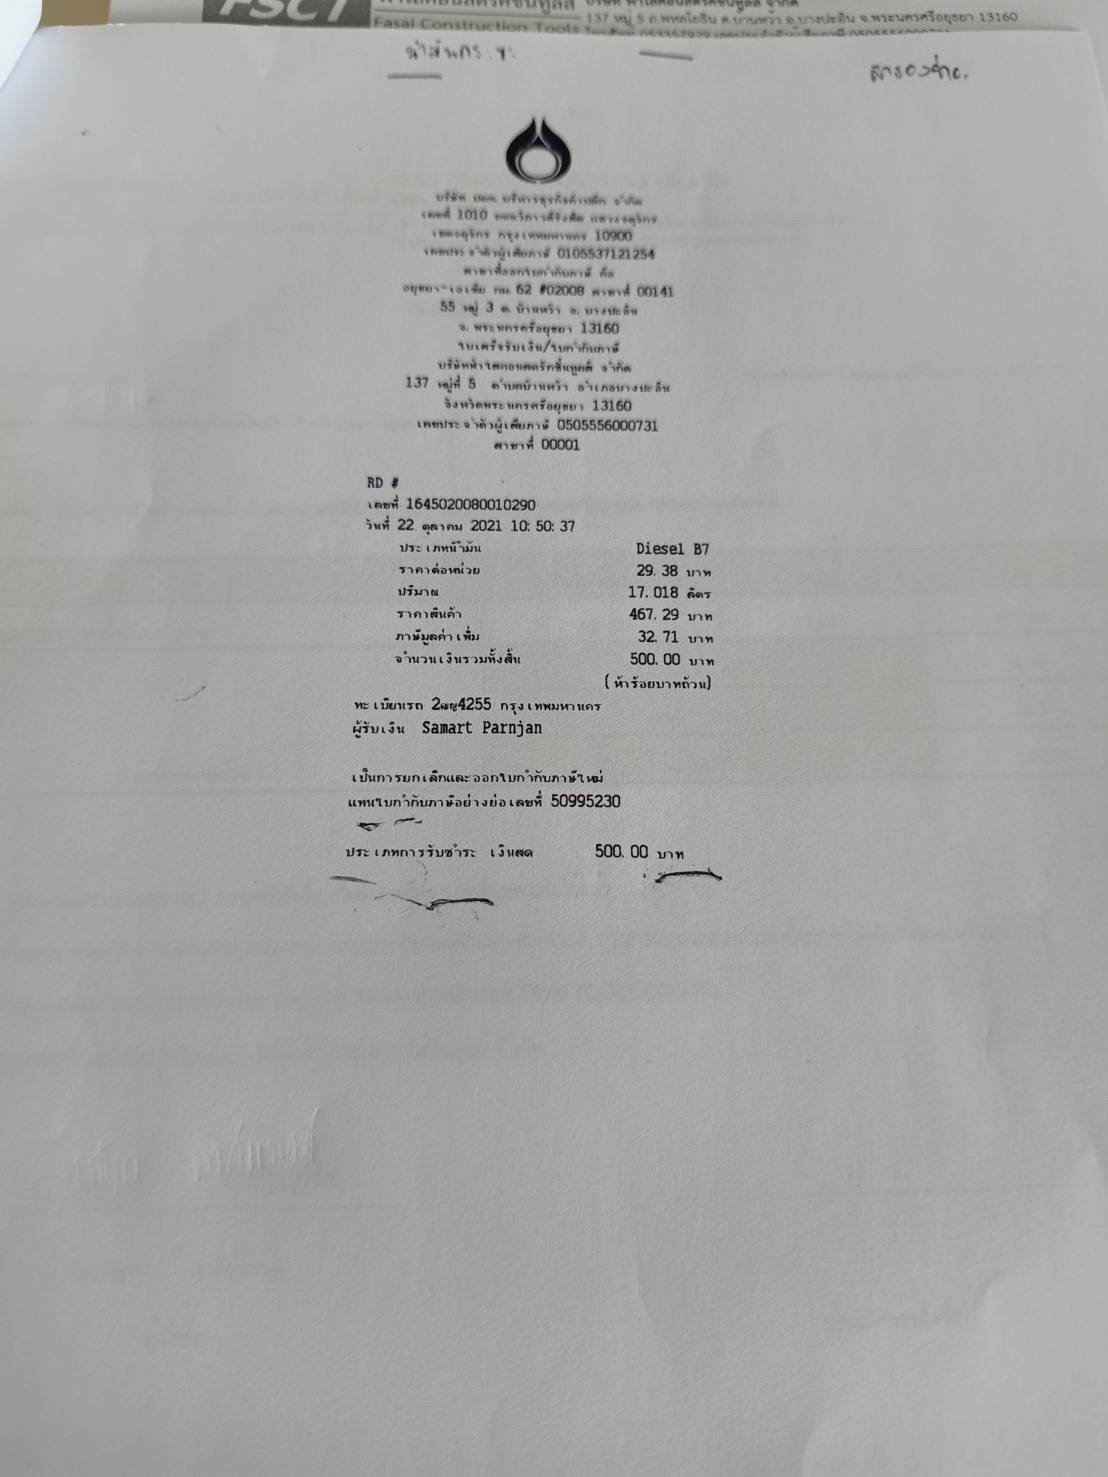 FSCT
Fasai Construction Tools
137 หมู่ 5 ถ.พหลโยธิน ต.บ้านหว้า อ.บางปะอิน จ.พระนครศรีอยุธยา 13160
สำรองจ่าย.
บริษัท ปตท. บริหารธุรกิจค้าปลีก จำกัด
เลขที่ 1010 ถนนวิภาวดีรังสิต แขวงจตุจักร
เขตจตุจักร กรุงเทพมหานคร 10900
เลขประจำตัวผู้เสียภาษี 0105537121254
สาขาที่ออกใบกำกับภาษี คือ
อยุธยา-เอเซีย กม. 62 #02008 สาขาที่ 00141
55 หมู่ 3 ต. บ้านหว้า อ. บางปะอิน
จ. พระนครศรีอยุธยา 13160
ใบเสร็จรับเงิน/ใบกำกับภาษี
บริษัทฟ้าใสคอนสตรัคชั่นทูลส์ จำกัด
137 หมู่ที่ 5 ตำบลบ้านหว้า อำเภอบางปะอิน
จังหวัดพระนครศรีอยุธยา 13160
เลขประจำตัวผู้เสียภาษี 0505556000731
สาขาที่ 00001
RD #
เลขที่ 1645020080010290
วันที่ 22 ตุลาคม 2021 10:50:37
ประเภทน้ำมัน Diesel B7
ราคาต่อหน่วย 29.38 บาท
ปริมาณ 17.018 ลิตร
ราคาสินค้า 467.29 บาท
ภาษีมูลค่าเพิ่ม 32.71 บาท
จำนวนเงินรวมทั้งสิ้น 500.00 บาท
(ห้าร้อยบาทถ้วน)
ทะเบียนรถ 2ฒฌ4255 กรุงเทพมหานคร
ผู้รับเงิน Samart Parnjan
เป็นการยกเลิกและออกใบกำกับภาษีใหม่
แทนใบกำกับภาษีอย่างย่อเลขที่ 50995230
ประเภทการรับชำระ เงินสด 500.00 บาท